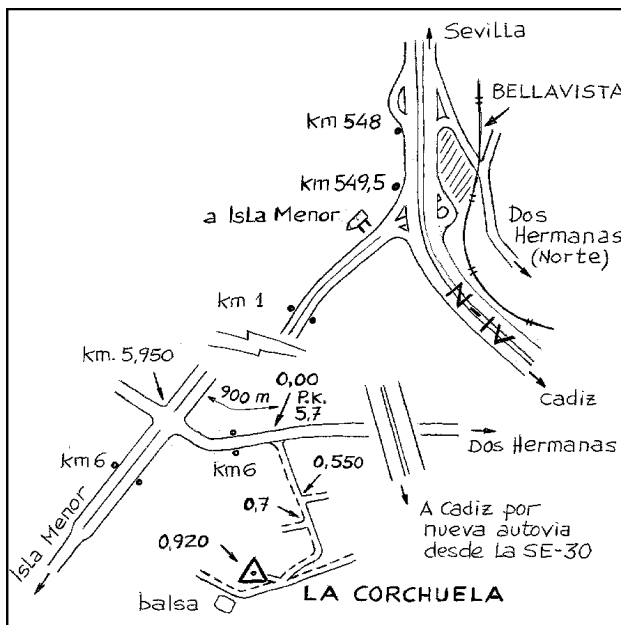 Sevilla
BELLAVISTA
km 548
km 549,5
a Isla Menor
Dos
Hermanas
(Norte)
N-IV
km 1
km. 5,950
900 m
0,00
P.K.
5,7
Cadiz
Dos Hermanas
km 6
km 6
0,550
0,7
A Cadiz por
nueva autovia
desde la SE-30
Isla Menor
0,920
LA CORCHUELA
balsa